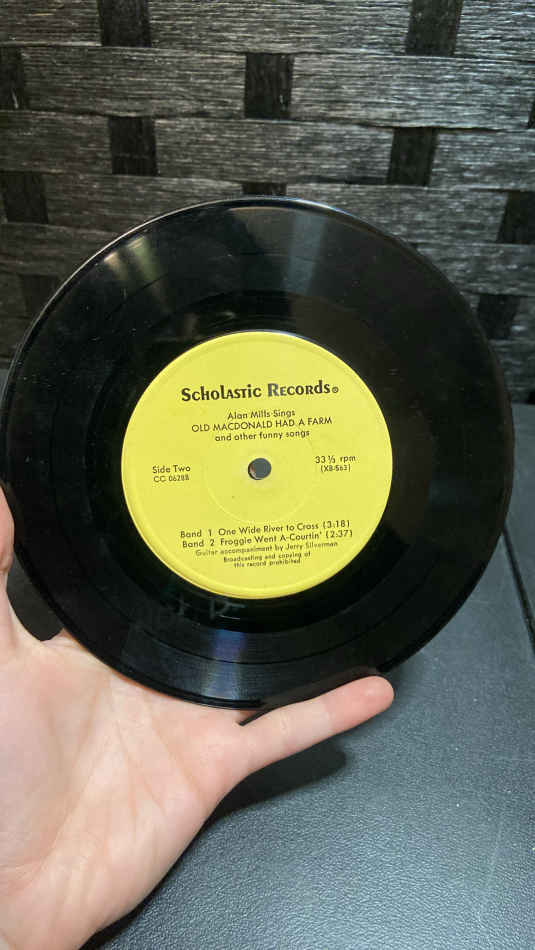 Scholastic Records®
Alan Mills Sings
OLD MACDONALD HAD A FARM
and other funny songs
Side Two
CC 0628B
33 1/3 rpm
(XB-563)
Band 1 One Wide River to Cross (3:18)
Band 2 Froggie Went A-Courtin' (2:37)
Guitar accompaniment by Jerry Silverman
Broadcasting and copying of
this record prohibited